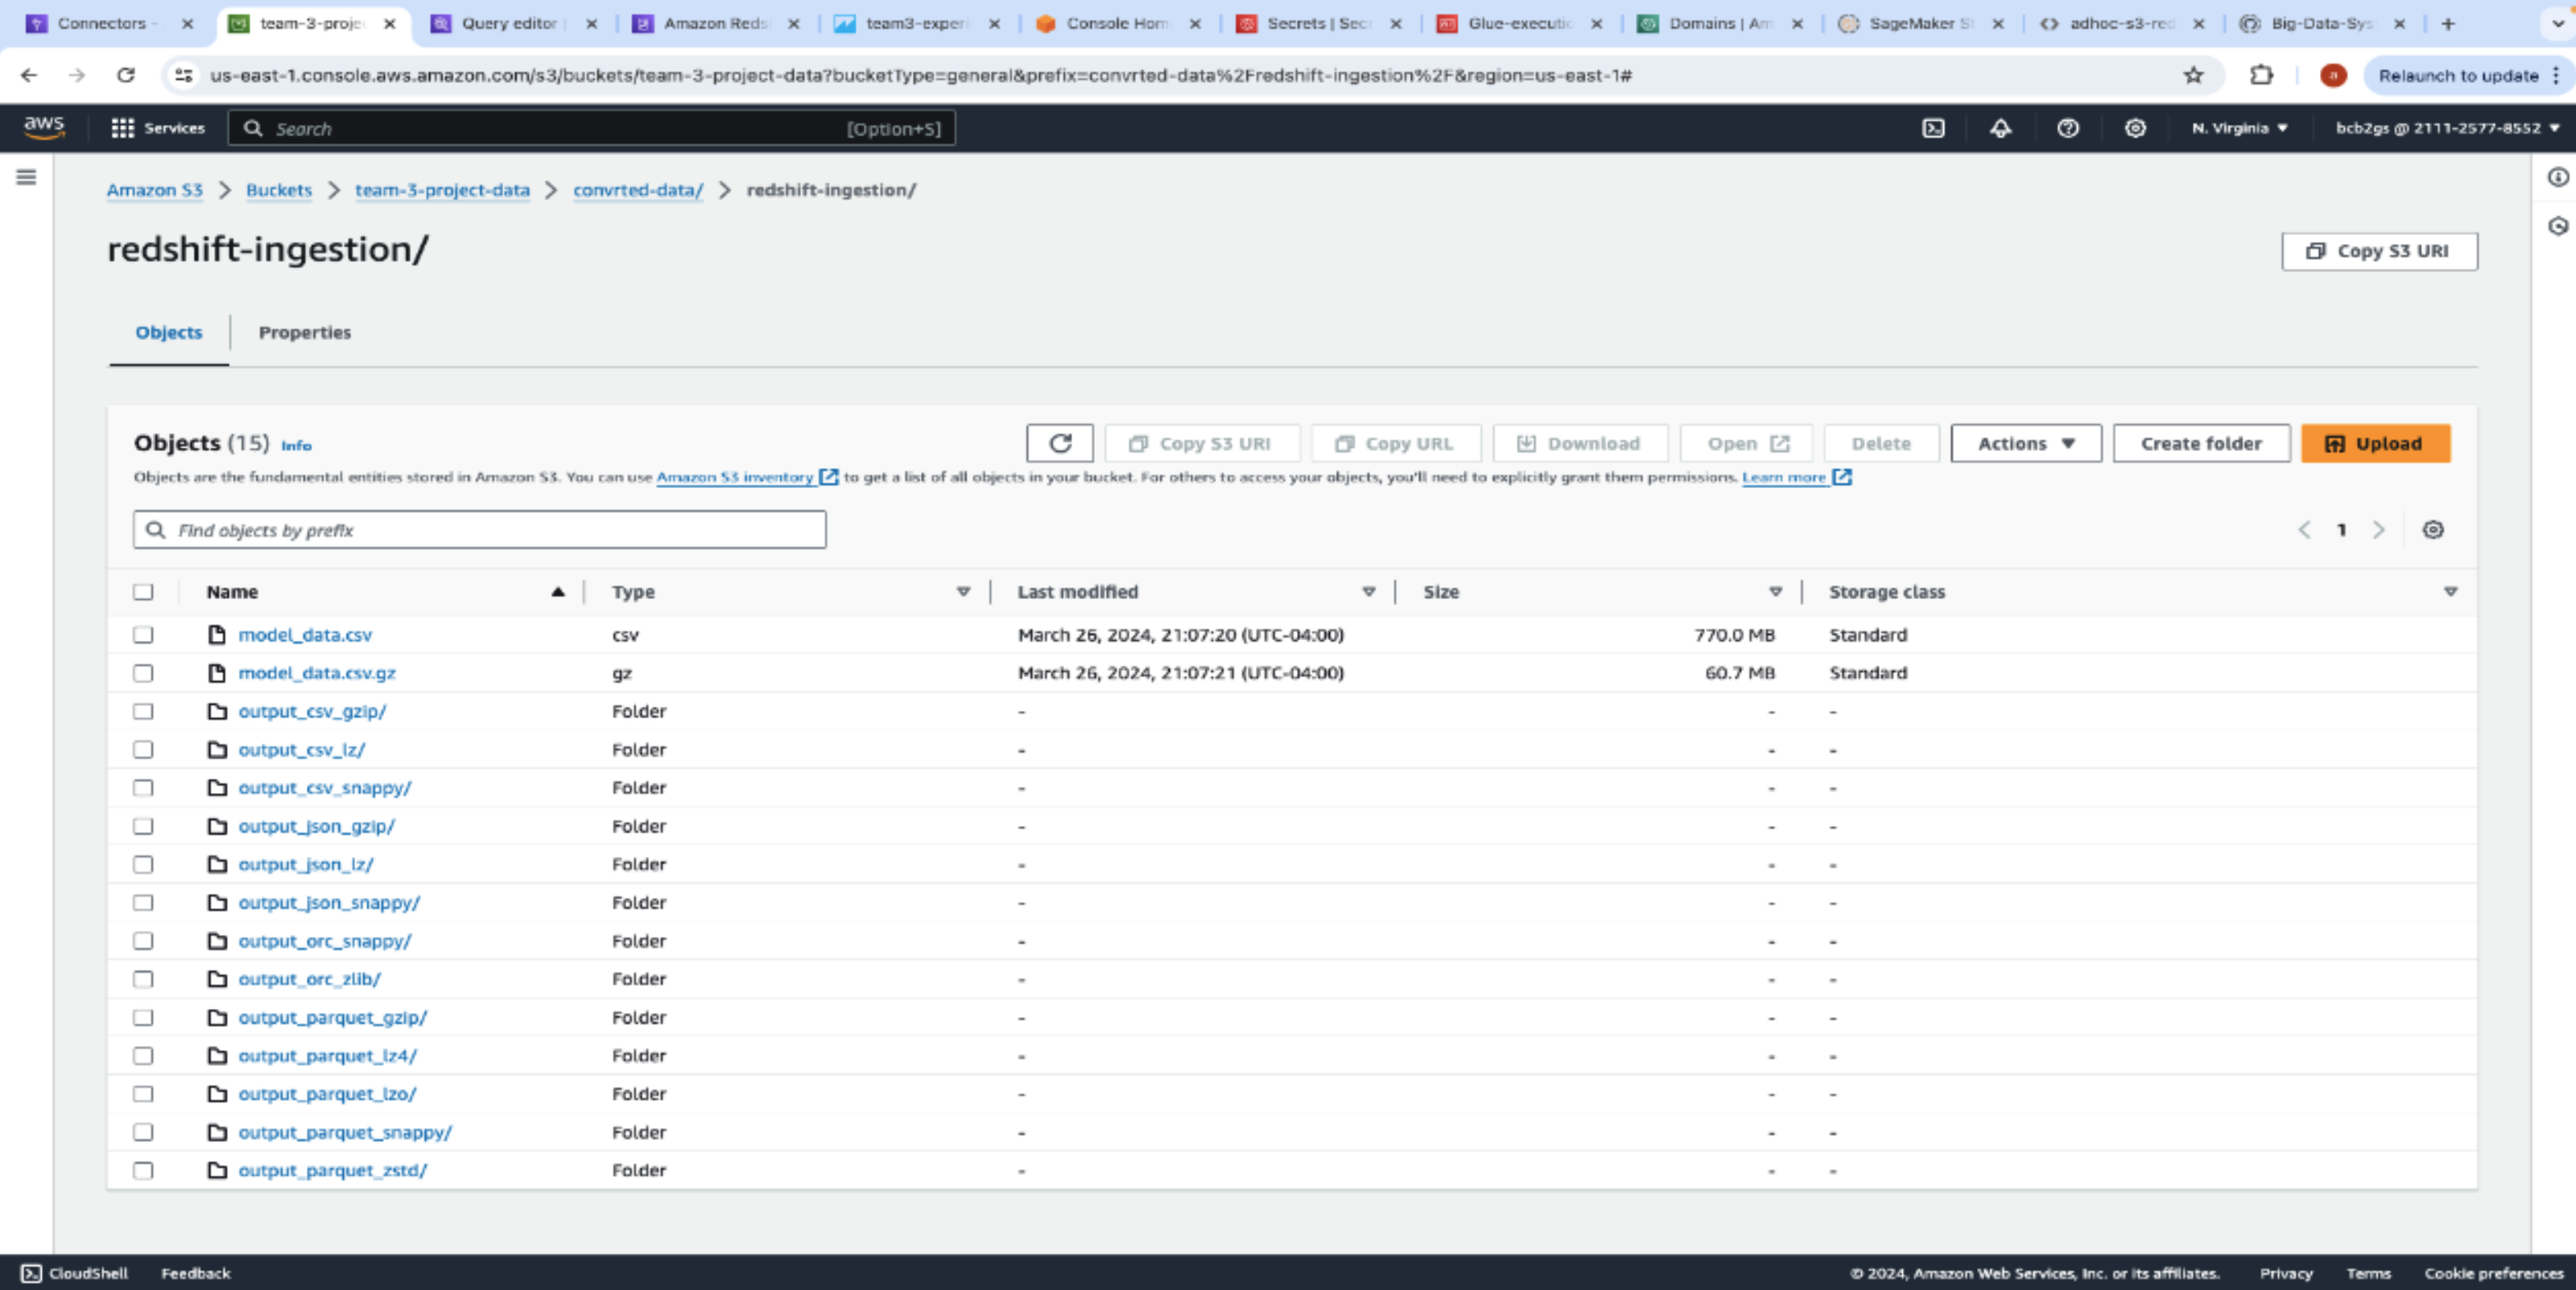 Connectors -
team-3-proje
Query editor
Amazon Reds
team3-experi
Console Hom
Secrets | Sec
Glue-executio
Domains | Am
SageMaker St
adhoc-s3-red
Big-Data-Sys
us-east-1.console.aws.amazon.com/s3/buckets/team-3-project-data?bucketType=general&prefix=convrted-data%2Fredshift-ingestion%2F&region=us-east-1#
a
Relaunch to update
aws
Services
Search
[Option+S]
N. Virginia
bcb2gs @ 2111-2577-8552
Amazon S3 > Buckets > team-3-project-data > convrted-data/ > redshift-ingestion/
redshift-ingestion/
Copy S3 URI
Objects
Properties
Objects (15) Info
Copy S3 URI
Copy URL
Download
Open
Delete
Actions
Create folder
Upload
Objects are the fundamental entities stored in Amazon S3. You can use Amazon S3 inventory to get a list of all objects in your bucket. For others to access your objects, you'll need to explicitly grant them permissions. Learn more
Find objects by prefix
1
Name Type Last modified Size Storage class
model_data.csv csv March 26, 2024, 21:07:20 (UTC-04:00) 770.0 MB Standard
model_data.csv.gz gz March 26, 2024, 21:07:21 (UTC-04:00) 60.7 MB Standard
output_csv_gzip/ Folder - - -
output_csv_lz/ Folder - - -
output_csv_snappy/ Folder - - -
output_json_gzip/ Folder - - -
output_json_lz/ Folder - - -
output_json_snappy/ Folder - - -
output_orc_snappy/ Folder - - -
output_orc_zlib/ Folder - - -
output_parquet_gzip/ Folder - - -
output_parquet_lz4/ Folder - - -
output_parquet_lzo/ Folder - - -
output_parquet_snappy/ Folder - - -
output_parquet_zstd/ Folder - - -
CloudShell
Feedback
© 2024, Amazon Web Services, Inc. or its affiliates.
Privacy
Terms
Cookie preferences